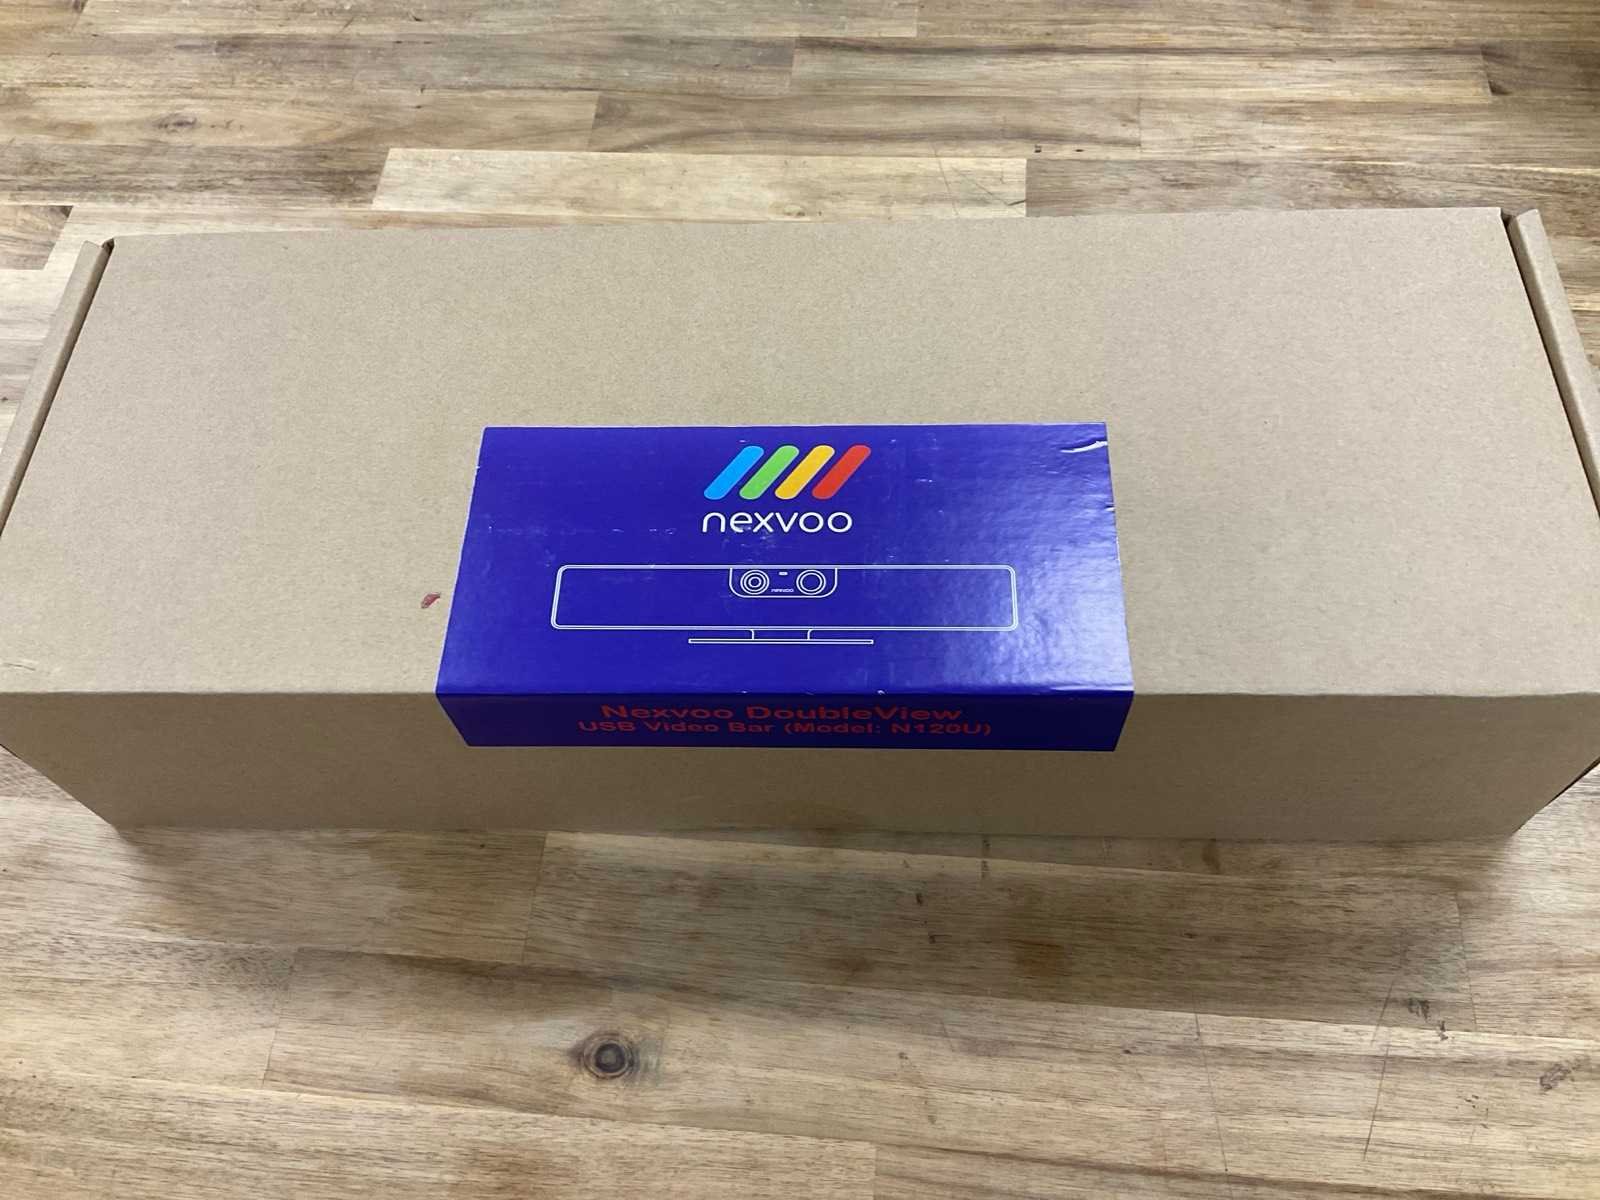 nexvoo
nexvoo
Nexvoo DoubleView
USB Video Bar (Model: N120U)